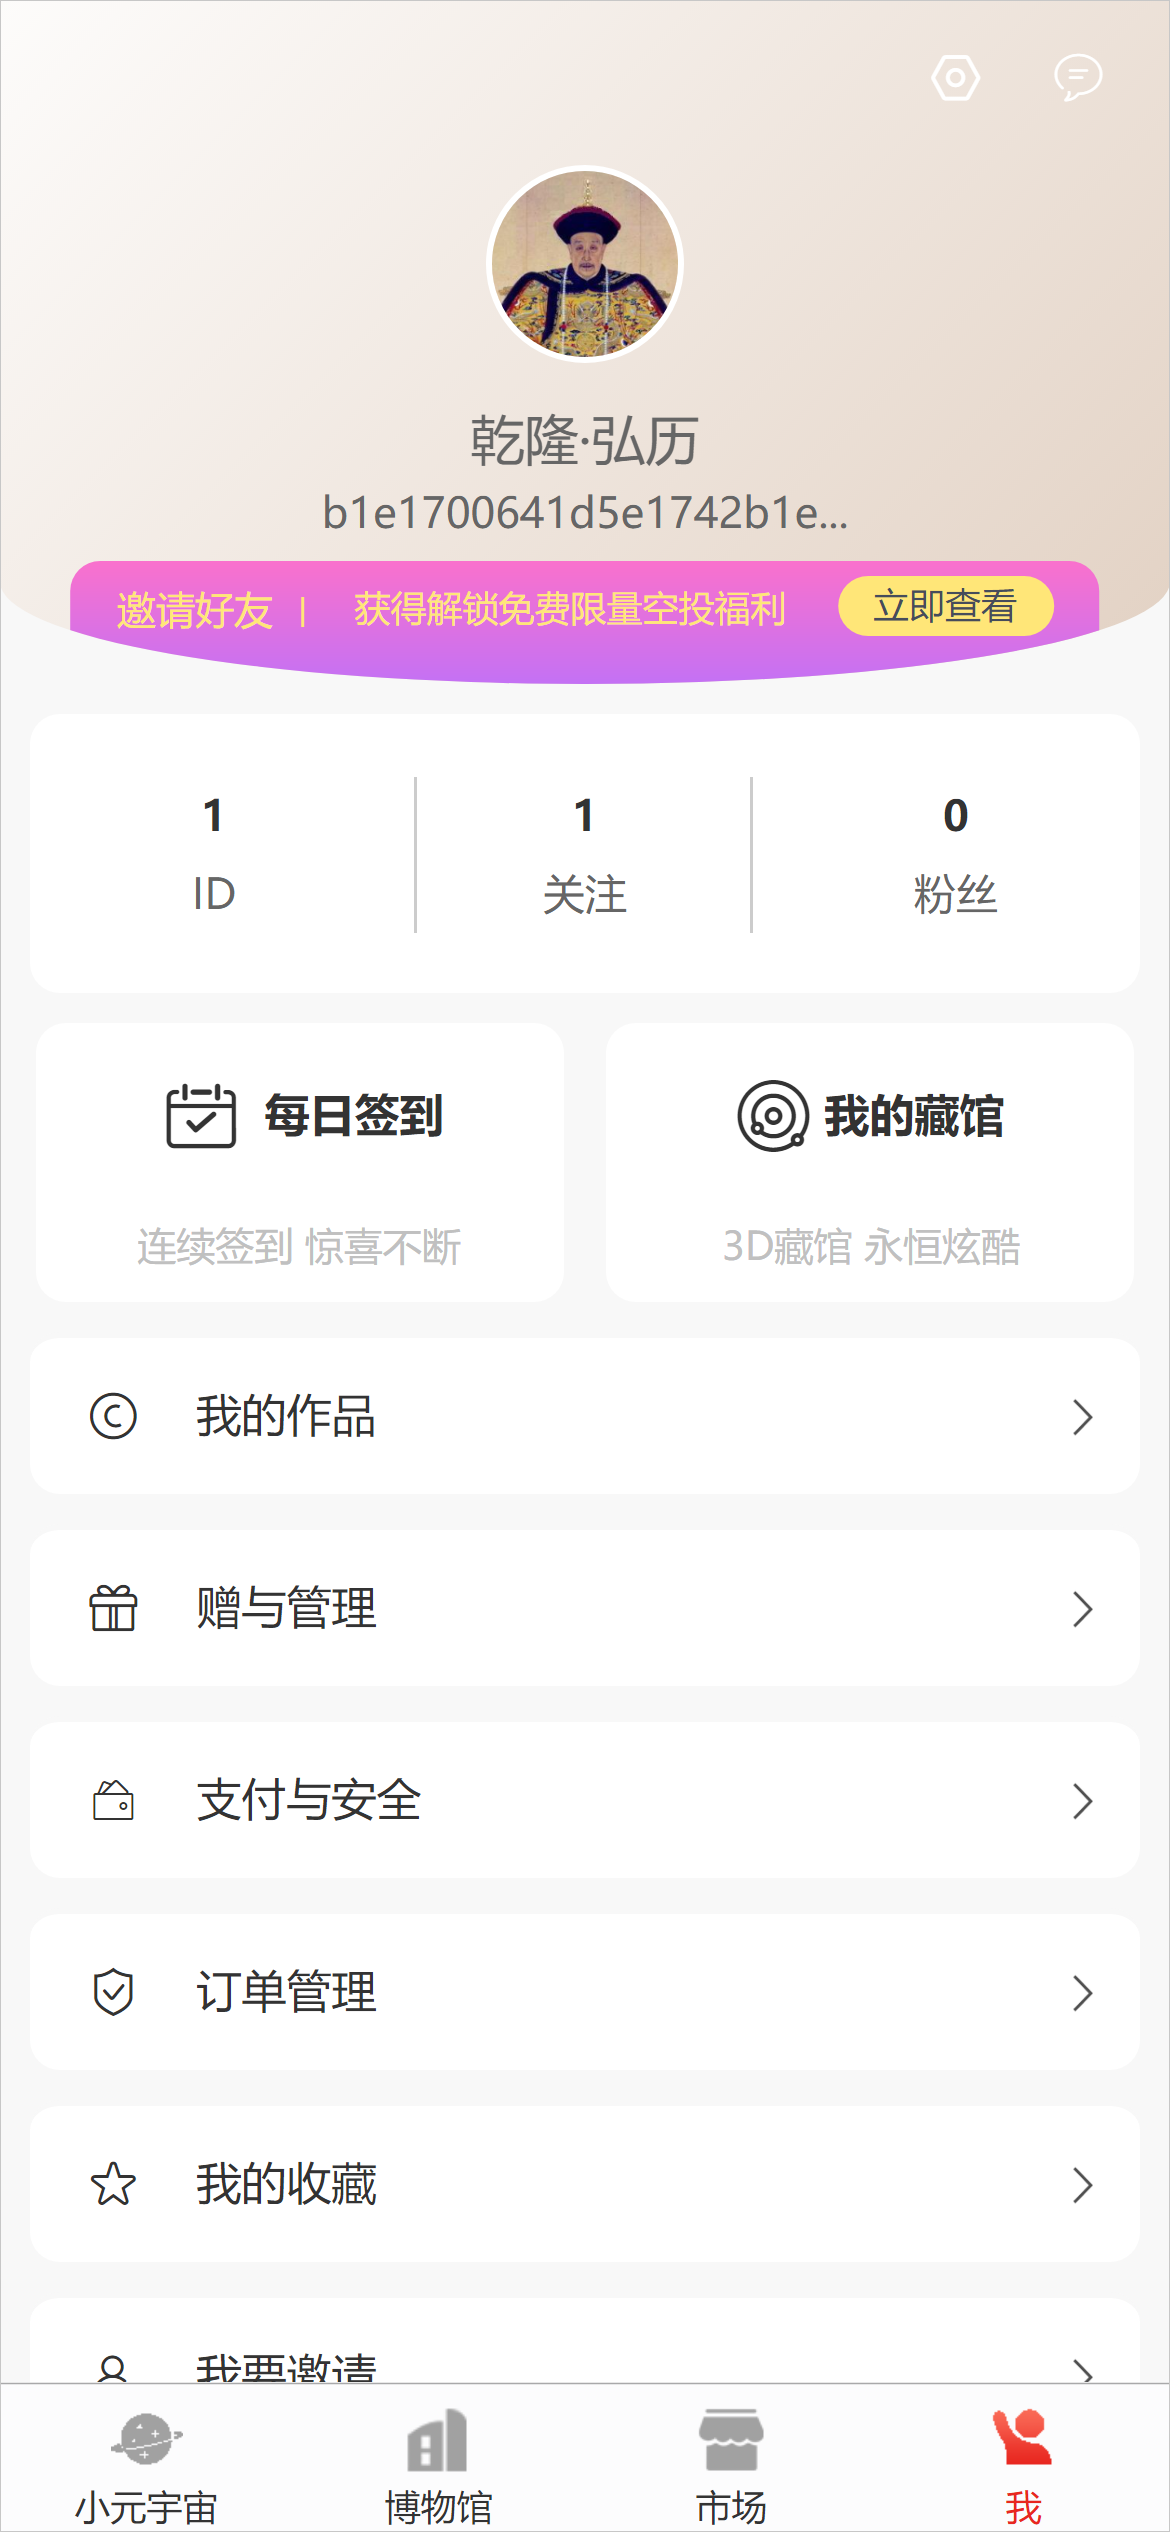 乾隆·弘历
b1e1700641d5e1742b1e...
邀请好友 | 获得解锁免费限量空投福利 立即查看
1 1 0
ID 关注 粉丝
每日签到 我的藏馆
连续签到 惊喜不断 3D藏馆 永恒炫酷
我的作品
赠与管理
支付与安全
订单管理
我的收藏
我要邀请
小元宇宙 博物馆 市场 我